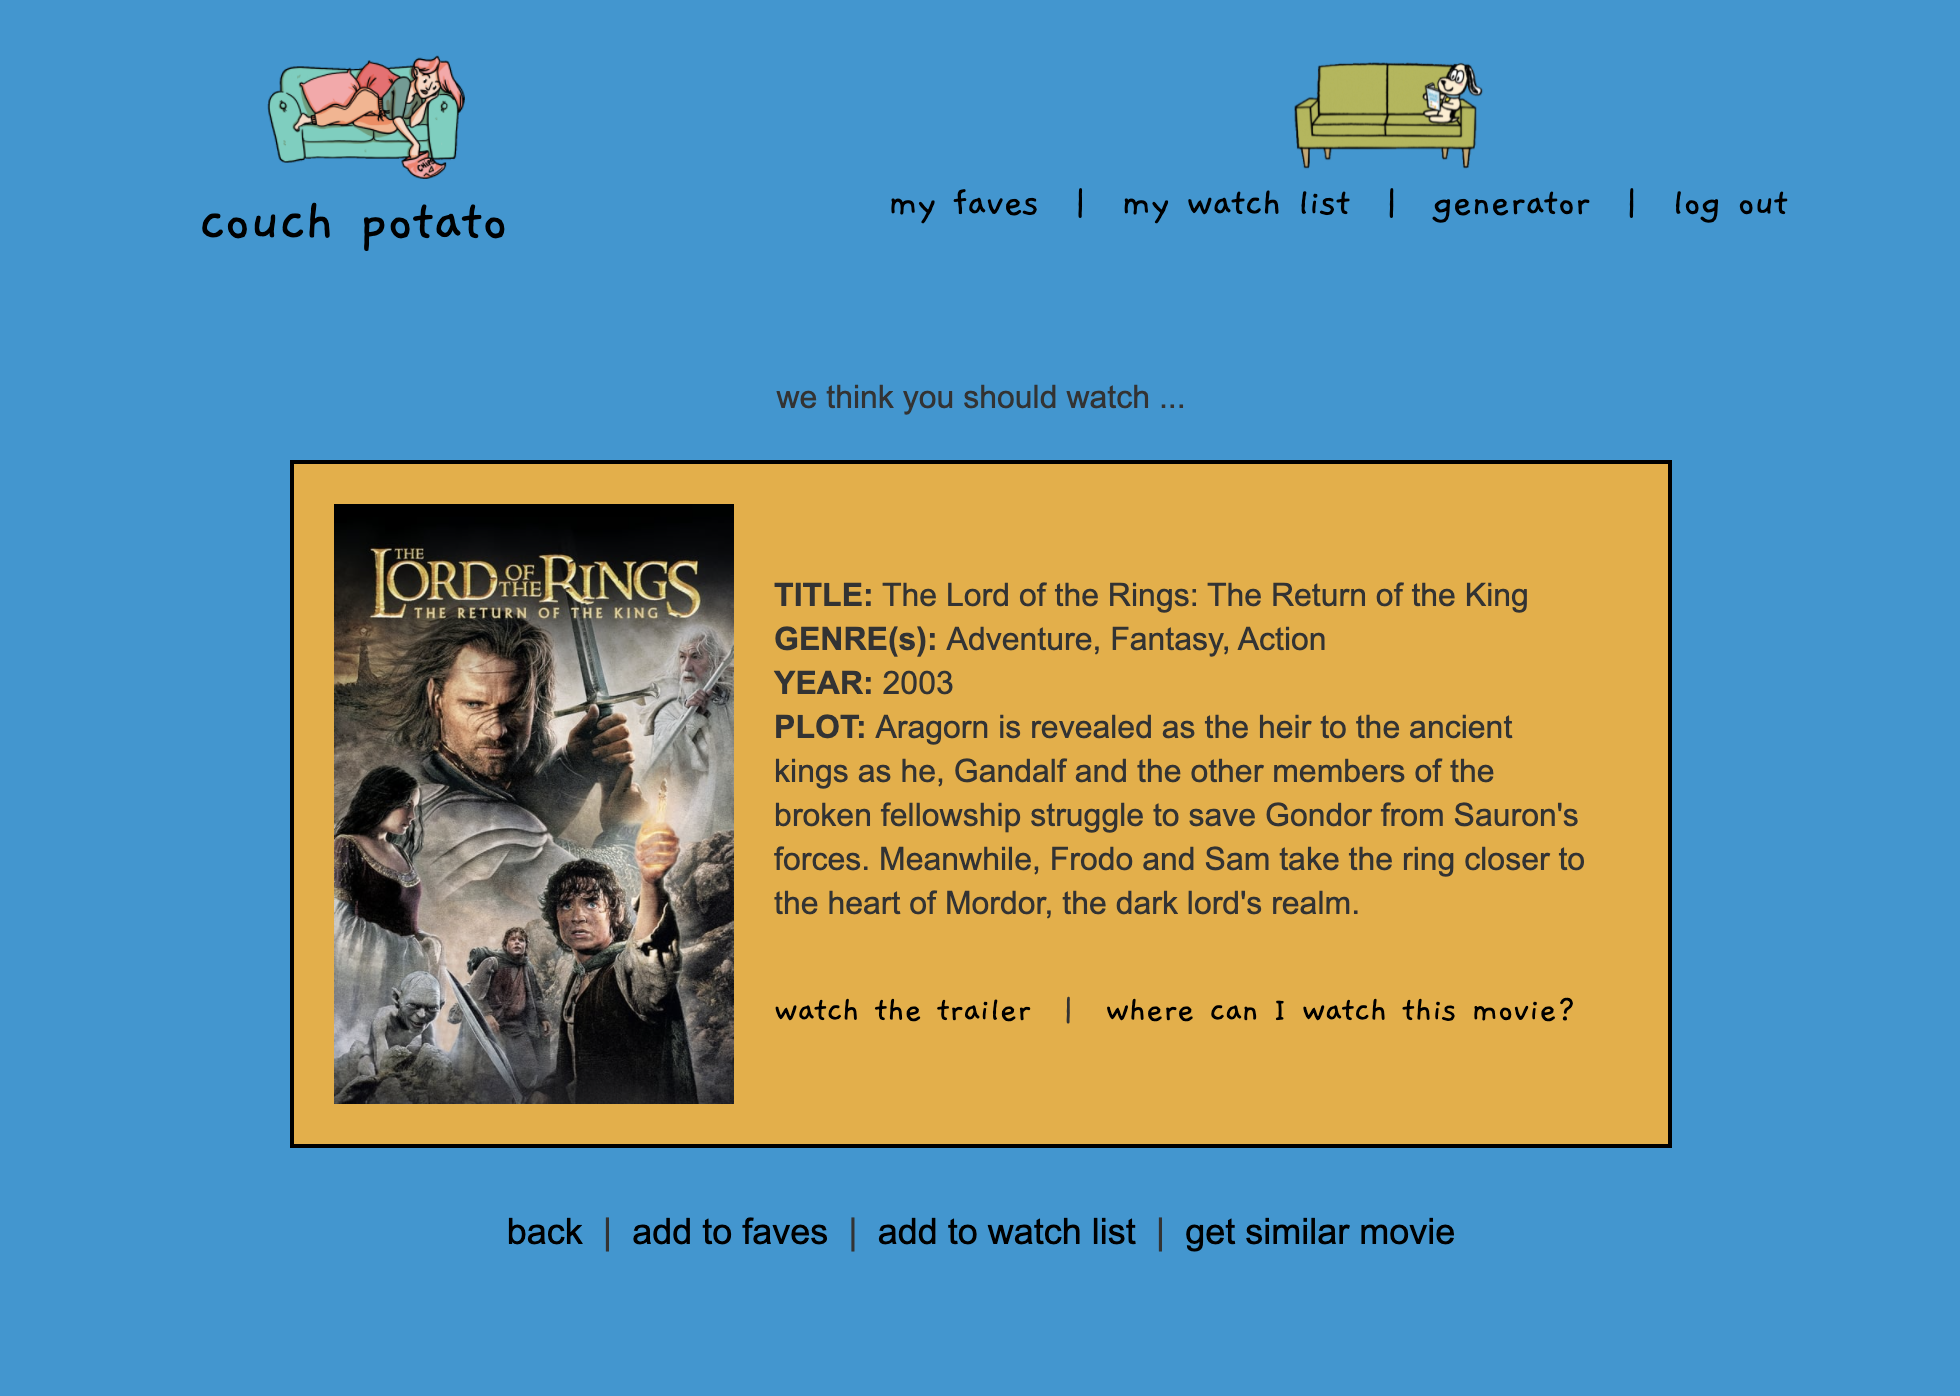 couch potato
my faves | my watch list | generator | log out
we think you should watch ...
THE LORD OF THE RINGS
THE RETURN OF THE KING
TITLE: The Lord of the Rings: The Return of the King
GENRE(s): Adventure, Fantasy, Action
YEAR: 2003
PLOT: Aragorn is revealed as the heir to the ancient
kings as he, Gandalf and the other members of the
broken fellowship struggle to save Gondor from Sauron's
forces. Meanwhile, Frodo and Sam take the ring closer to
the heart of Mordor, the dark lord's realm.
watch the trailer | where can I watch this movie?
back | add to faves | add to watch list | get similar movie